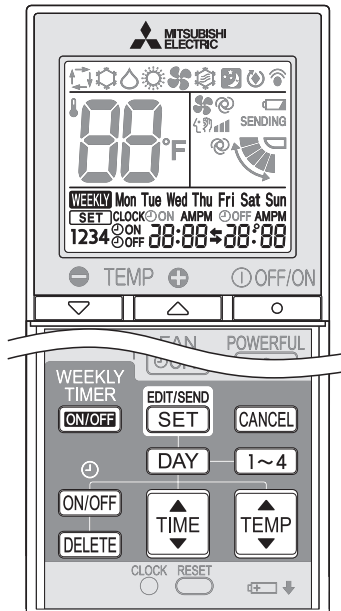 MITSUBISHI
ELECTRIC
88°F
SENDING
WEEKLY Mon Tue Wed Thu Fri Sat Sun
SET CLOCK ON AMPM OFF AMPM
1234 ON OFF 88:88 88:88
TEMP OFF/ON
POWERFUL
WEEKLY
TIMER
ON/OFF
EDIT/SEND
SET
CANCEL
DAY
1~4
ON/OFF
TIME
TEMP
DELETE
CLOCK RESET